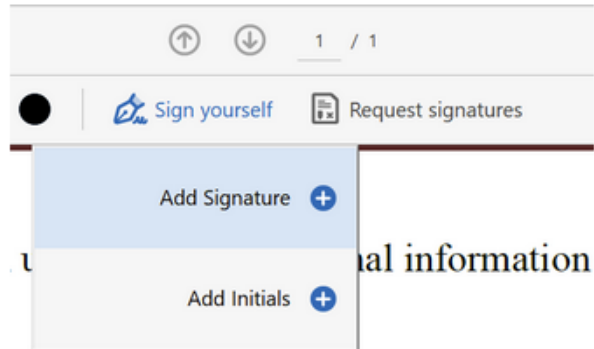 1 / 1
Sign yourself Request signatures
Add Signature
u nal information
Add Initials